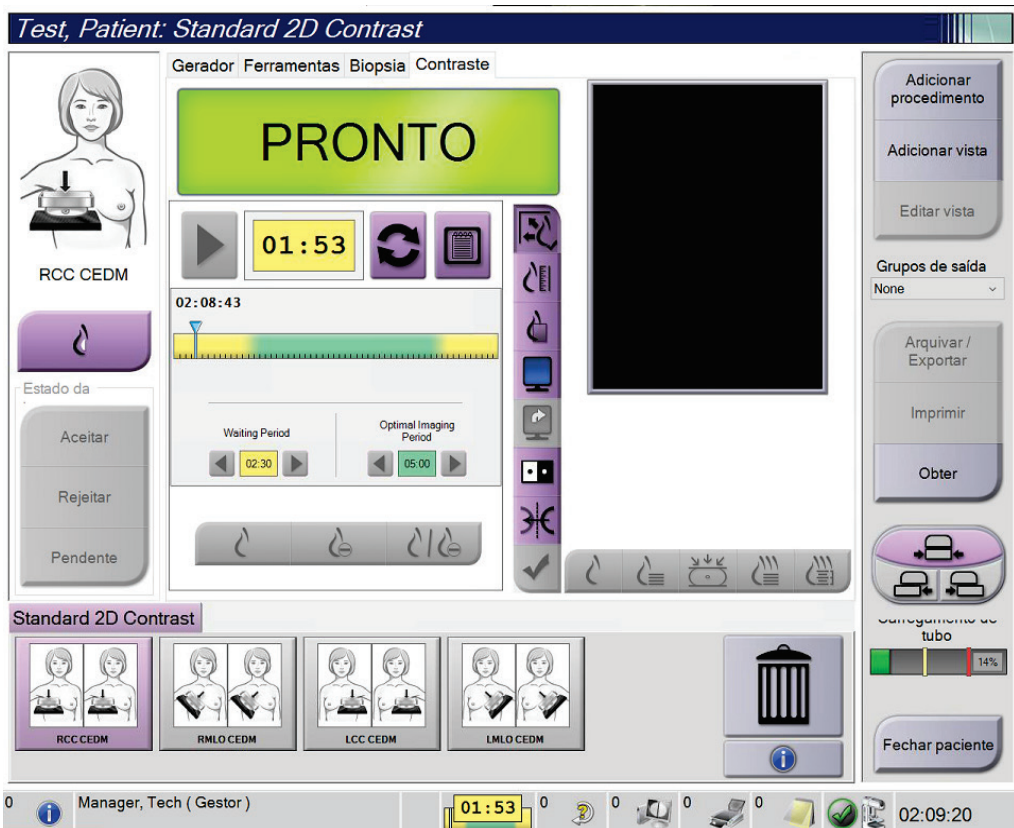 Test, Patient: Standard 2D Contrast
Gerador Ferramentas Biopsia Contraste
PRONTO
01:53
02:08:43
Waiting Period
Optimal Imaging
Period
02:30
05:00
RCC CEDM
Estado da
Aceitar
Rejeitar
Pendente
Adicionar
procedimento
Adicionar vista
Editar vista
Grupos de saída
None
Arquivar /
Exportar
Imprimir
Obter
tubo
14%
Fechar paciente
Standard 2D Contrast
RCC CEDM
RMLO CEDM
LCC CEDM
LMLO CEDM
0
Manager, Tech ( Gestor )
01:53
0
0
0
0
02:09:20